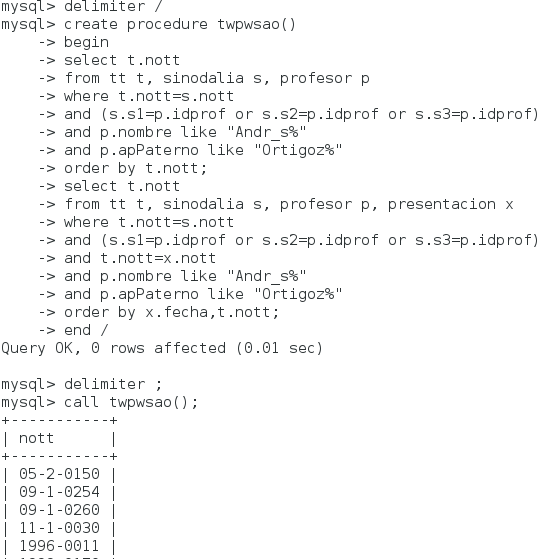 mysql> delimiter /
mysql> create procedure twpwsao()
    -> begin
    -> select t.nott
    -> from tt t, sinodalia s, profesor p
    -> where t.nott=s.nott
    -> and (s.s1=p.idprof or s.s2=p.idprof or s.s3=p.idprof)
    -> and p.nombre like "Andr_s%"
    -> and p.apPaterno like "Ortigoz%"
    -> order by t.nott;
    -> select t.nott
    -> from tt t, sinodalia s, profesor p, presentacion x
    -> where t.nott=s.nott
    -> and (s.s1=p.idprof or s.s2=p.idprof or s.s3=p.idprof)
    -> and t.nott=x.nott
    -> and p.nombre like "Andr_s%"
    -> and p.apPaterno like "Ortigoz%"
    -> order by x.fecha,t.nott;
    -> end /
Query OK, 0 rows affected (0.01 sec)

mysql> delimiter ;
mysql> call twpwsao();
+-----------+
| nott      |
+-----------+
| 05-2-0150 |
| 09-1-0254 |
| 09-1-0260 |
| 11-1-0030 |
| 1996-0011 |